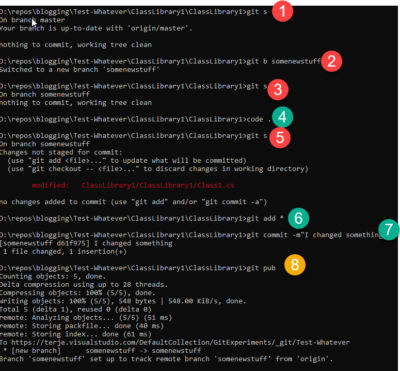 D:\repos\blogging\Test-Whatever\ClassLibrary1\ClassLibrary1>git s 1
On branch master
Your branch is up-to-date with 'origin/master'.
nothing to commit, working tree clean
D:\repos\blogging\Test-Whatever\ClassLibrary1\ClassLibrary1>git b somenewstuff 2
Switched to a new branch 'somenewstuff'
D:\repos\blogging\Test-Whatever\ClassLibrary1\ClassLibrary1>git s 3
On branch somenewstuff
nothing to commit, working tree clean
D:\repos\blogging\Test-Whatever\ClassLibrary1\ClassLibrary1>code . 4
D:\repos\blogging\Test-Whatever\ClassLibrary1\ClassLibrary1>git s 5
On branch somenewstuff
Changes not staged for commit:
(use "git add <file>..." to update what will be committed)
(use "git checkout -- <file>..." to discard changes in working directory)
modified: ClassLibrary1/ClassLibrary1/Class1.cs
no changes added to commit (use "git add" and/or "git commit -a")
D:\repos\blogging\Test-Whatever\ClassLibrary1\ClassLibrary1>git add * 6
D:\repos\blogging\Test-Whatever\ClassLibrary1\ClassLibrary1>git commit -m"I changed somethin 7
[somenewstuff d61f975] I changed something
1 file changed, 1 insertion(+)
D:\repos\blogging\Test-Whatever\ClassLibrary1\ClassLibrary1>git pub 8
Counting objects: 5, done.
Delta compression using up to 28 threads.
Compressing objects: 100% (5/5), done.
Writing objects: 100% (5/5), 548 bytes | 548.00 KiB/s, done.
Total 5 (delta 1), reused 0 (delta 0)
remote: Analyzing objects... (5/5) (51 ms)
remote: Storing packfile... done (40 ms)
remote: Storing index... done (61 ms)
To https://terje.visualstudio.com/DefaultCollection/GitExperiments/_git/Test-Whatever
* [new branch] somenewstuff -> somenewstuff
Branch 'somenewstuff' set up to track remote branch 'somenewstuff' from 'origin'.